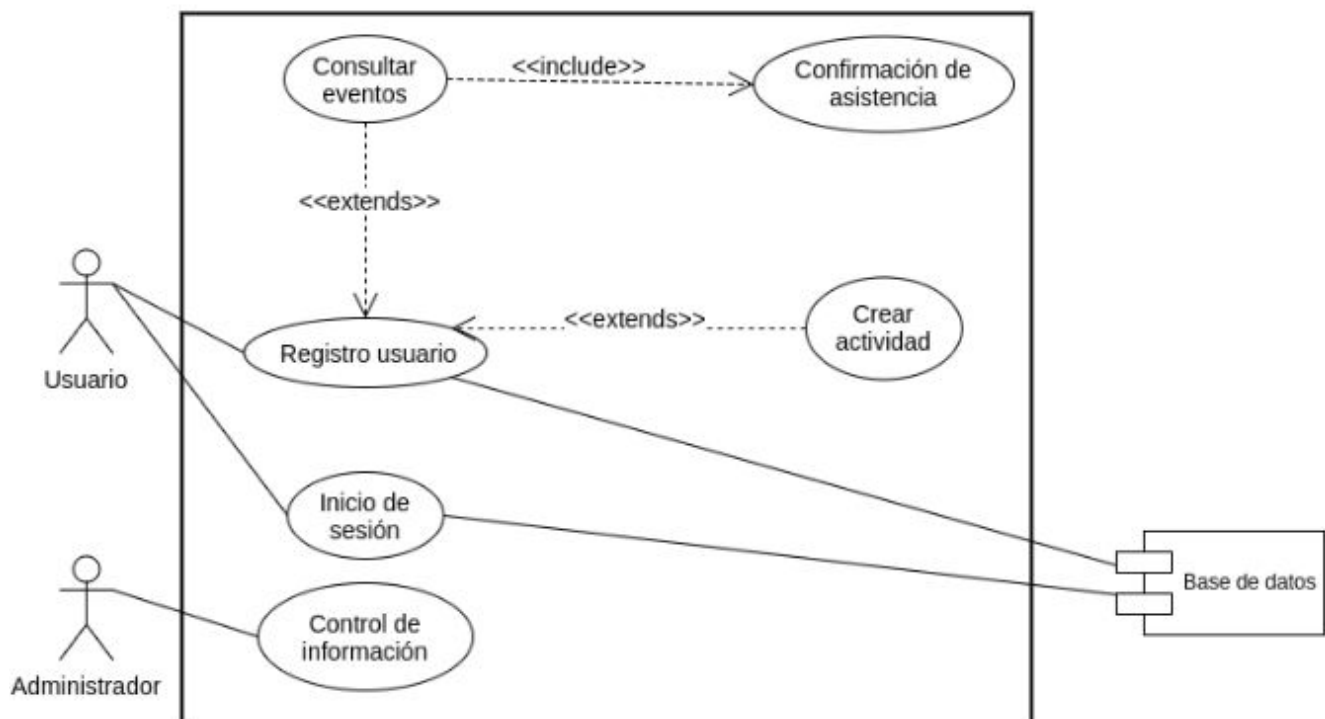 Consultar
eventos
<<include>>
Confirmación de
asistencia
<<extends>>
Usuario
Registro usuario
<<extends>>
Crear
actividad
Inicio de
sesión
Base de datos
Administrador
Control de
información